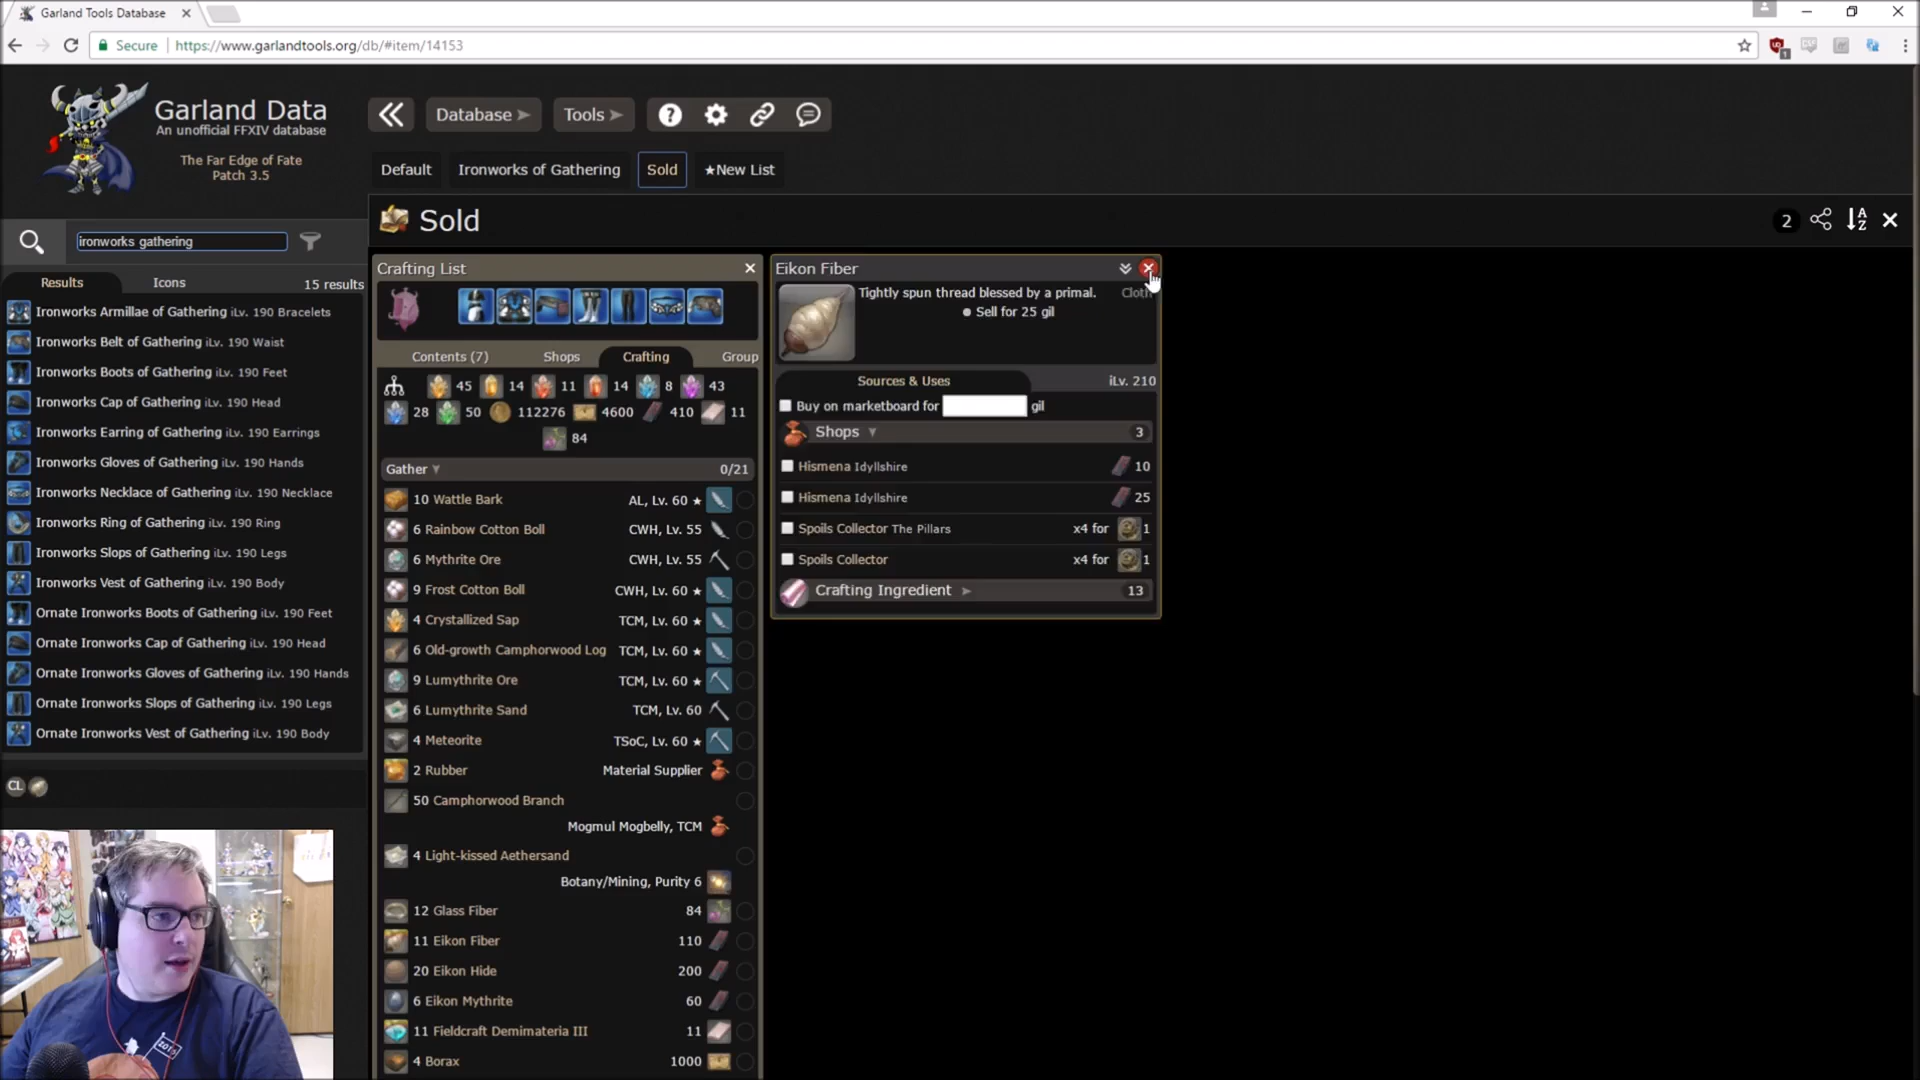 Garland Tools Database
Secure | https://www.garlandtools.org/db/#item/14153
Garland Data
An unofficial FFXIV database
The Far Edge of Fate
Patch 3.5
Database
Tools
Default
Ironworks of Gathering
Sold
★New List
ironworks gathering
Results
Icons
15 results
Ironworks Armillae of Gathering iLv. 190 Bracelets
Ironworks Belt of Gathering iLv. 190 Waist
Ironworks Boots of Gathering iLv. 190 Feet
Ironworks Cap of Gathering iLv. 190 Head
Ironworks Earring of Gathering iLv. 190 Earrings
Ironworks Gloves of Gathering iLv. 190 Hands
Ironworks Necklace of Gathering iLv. 190 Necklace
Ironworks Ring of Gathering iLv. 190 Ring
Ironworks Slops of Gathering iLv. 190 Legs
Ironworks Vest of Gathering iLv. 190 Body
Ornate Ironworks Boots of Gathering iLv. 190 Feet
Ornate Ironworks Cap of Gathering iLv. 190 Head
Ornate Ironworks Gloves of Gathering iLv. 190 Hands
Ornate Ironworks Slops of Gathering iLv. 190 Legs
Ornate Ironworks Vest of Gathering iLv. 190 Body
CL
Sold
2
Crafting List
Contents (7)
Shops
Crafting
Group
45 14 11 14 8 43
28 50 112276 4600 410 11
84
Gather
0/21
10 Wattle Bark AL, Lv. 60 ★
6 Rainbow Cotton Boll CWH, Lv. 55
6 Mythrite Ore CWH, Lv. 55
9 Frost Cotton Boll CWH, Lv. 60 ★
4 Crystallized Sap TCM, Lv. 60 ★
6 Old-growth Camphorwood Log TCM, Lv. 60 ★
9 Lumythrite Ore TCM, Lv. 60 ★
6 Lumythrite Sand TCM, Lv. 60
4 Meteorite TSoC, Lv. 60 ★
2 Rubber Material Supplier
50 Camphorwood Branch
Mogmul Mogbelly, TCM
4 Light-kissed Aethersand
Botany/Mining, Purity 6
12 Glass Fiber 84
11 Eikon Fiber 110
20 Eikon Hide 200
6 Eikon Mythrite 60
11 Fieldcraft Demimateria III 11
4 Borax 1000
Eikon Fiber
Tightly spun thread blessed by a primal.
Cloth
Sell for 25 gil
Sources & Uses
iLv. 210
Buy on marketboard for gil
Shops 3
Hismena Idyllshire 10
Hismena Idyllshire 25
Spoils Collector The Pillars x4 for 1
Spoils Collector x4 for 1
Crafting Ingredient 13